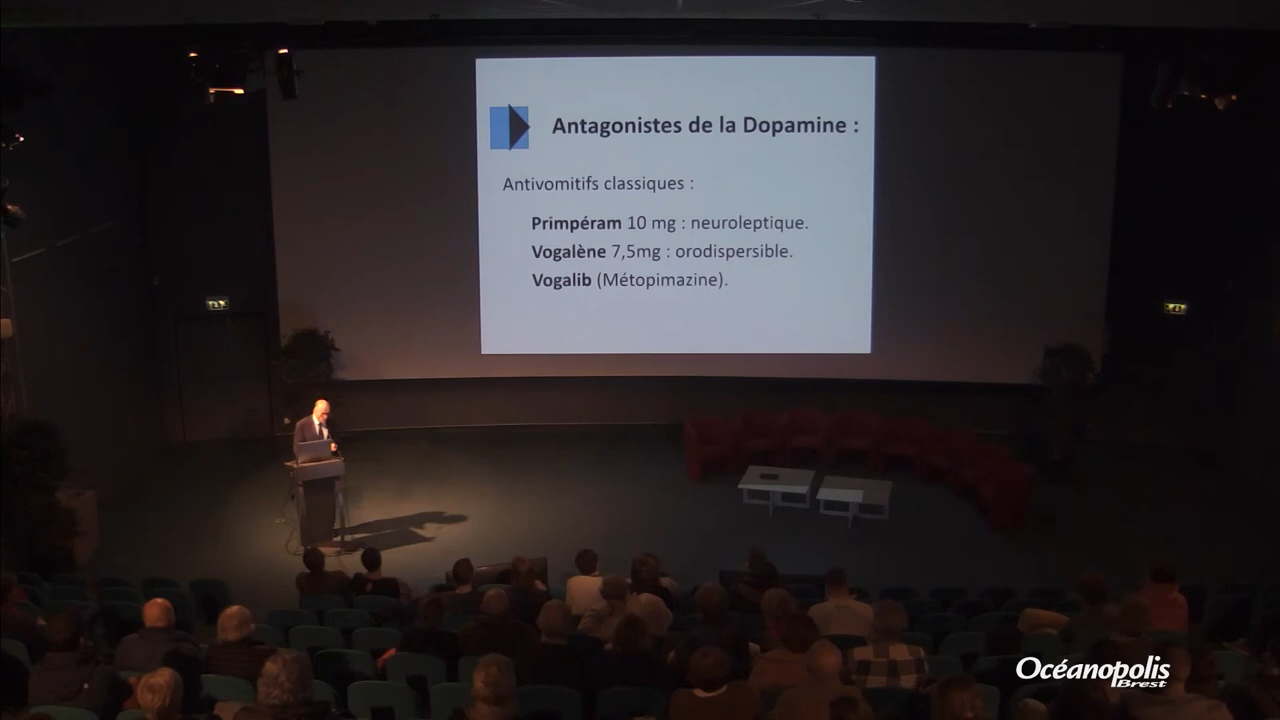 Antagonistes de la Dopamine :
Antivomitifs classiques :
Primpéram 10 mg : neuroleptique.
Vogalène 7,5mg : orodispersible.
Vogalib (Métopimazine).
Océanopolis
Brest